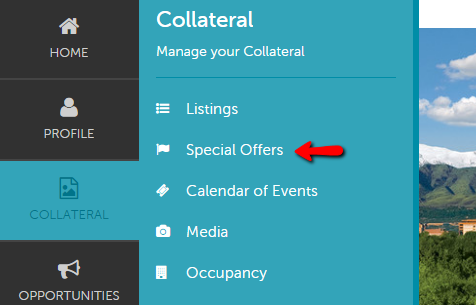 HOME
PROFILE
COLLATERAL
OPPORTUNITIES
Collateral
Manage your Collateral
Listings
Special Offers
Calendar of Events
Media
Occupancy